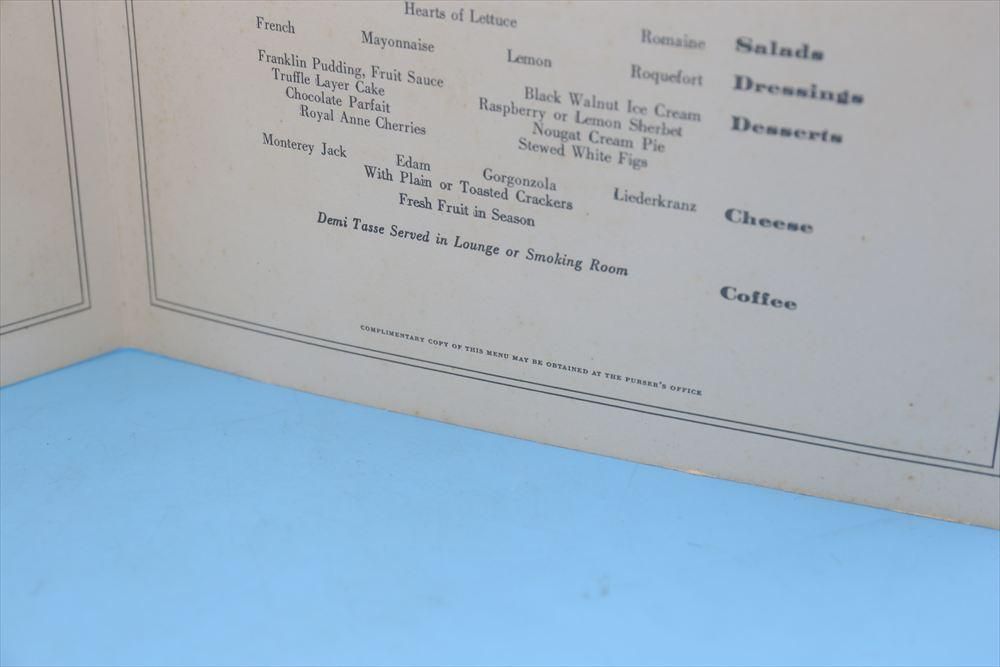 Hearts of Lettuce Romaine Salads
French Mayonnaise Lemon Roquefort Dressings
Franklin Pudding, Fruit Sauce Black Walnut Ice Cream Desserts
Truffle Layer Cake Raspberry or Lemon Sherbet
Chocolate Parfait Nougat Cream Pie
Royal Anne Cherries Stewed White Figs
Monterey Jack Edam Gorgonzola Liederkranz Cheese
With Plain or Toasted Crackers
Fresh Fruit in Season
Demi Tasse Served in Lounge or Smoking Room Coffee
COMPLIMENTARY COPY OF THIS MENU MAY BE OBTAINED AT THE PURSER'S OFFICE